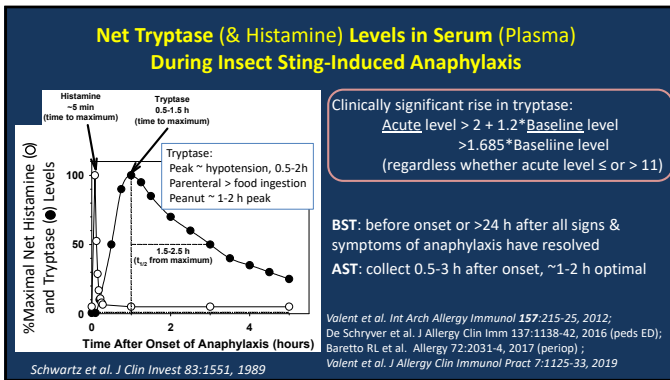 Net Tryptase (& Histamine) Levels in Serum (Plasma)
During Insect Sting-Induced Anaphylaxis
Histamine
~5 min
(time to maximum)
Tryptase
0.5-1.5 h
(time to maximum)
Tryptase:
Peak ~ hypotension, 0.5-2h
Parenteral > food ingestion
Peanut ~ 1-2 h peak
%Maximal Net Histamine (O)
and Tryptase (●) Levels
100
50
0
1.5-2.5 h
(t1/2 from maximum)
0
2
4
Time After Onset of Anaphylaxis (hours)
Schwartz et al. J Clin Invest 83:1551, 1989
Clinically significant rise in tryptase:
Acute level > 2 + 1.2*Baseline level
>1.685*Baseliine level
(regardless whether acute level ≤ or > 11)
BST: before onset or >24 h after all signs &
symptoms of anaphylaxis have resolved
AST: collect 0.5-3 h after onset, ~1-2 h optimal
Valent et al. Int Arch Allergy Immunol 157:215-25, 2012;
De Schryver et al. J Allergy Clin Imm 137:1138-42, 2016 (peds ED);
Baretto RL et al. Allergy 72:2031-4, 2017 (periop) ;
Valent et al. J Allergy Clin Immunol Pract 7:1125-33, 2019